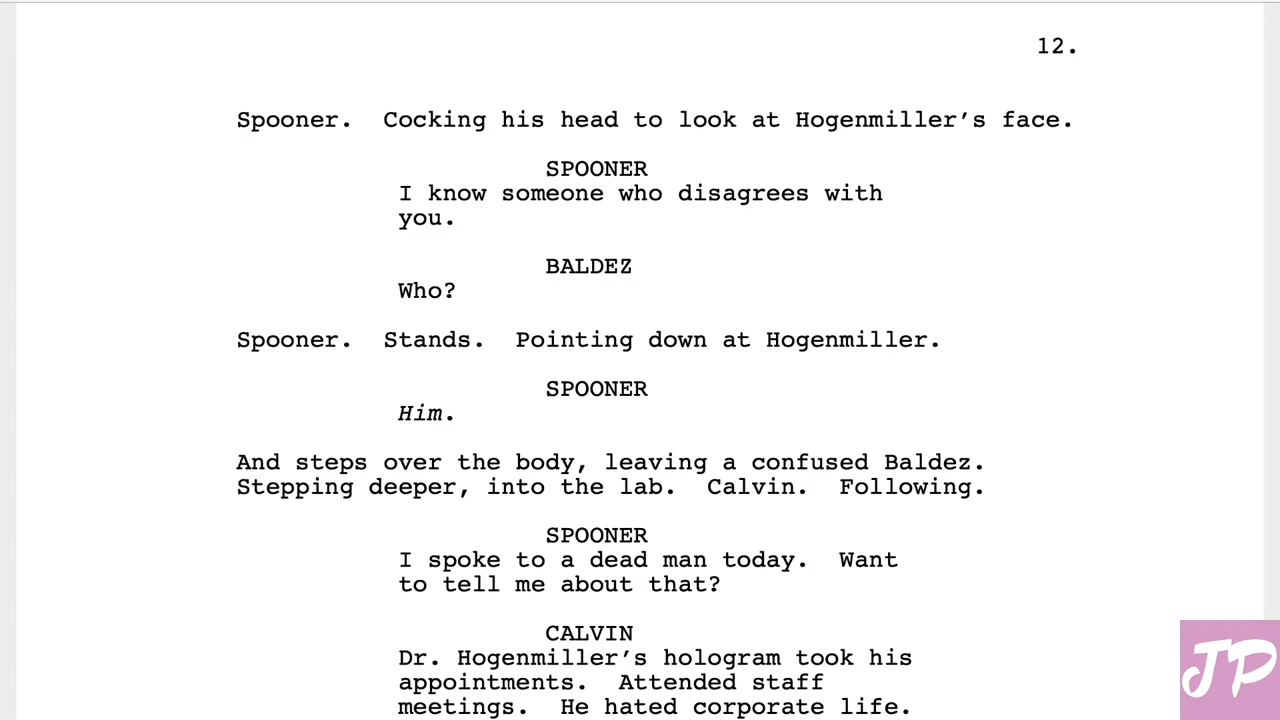 12.
Spooner.  Cocking his head to look at Hogenmiller’s face.
SPOONER
I know someone who disagrees with
you.
BALDEZ
Who?
Spooner.  Stands.  Pointing down at Hogenmiller.
SPOONER
Him.
And steps over the body, leaving a confused Baldez.
Stepping deeper, into the lab.  Calvin.  Following.
SPOONER
I spoke to a dead man today.  Want
to tell me about that?
CALVIN
Dr. Hogenmiller’s hologram took his
appointments.  Attended staff
meetings.  He hated corporate life.
JP